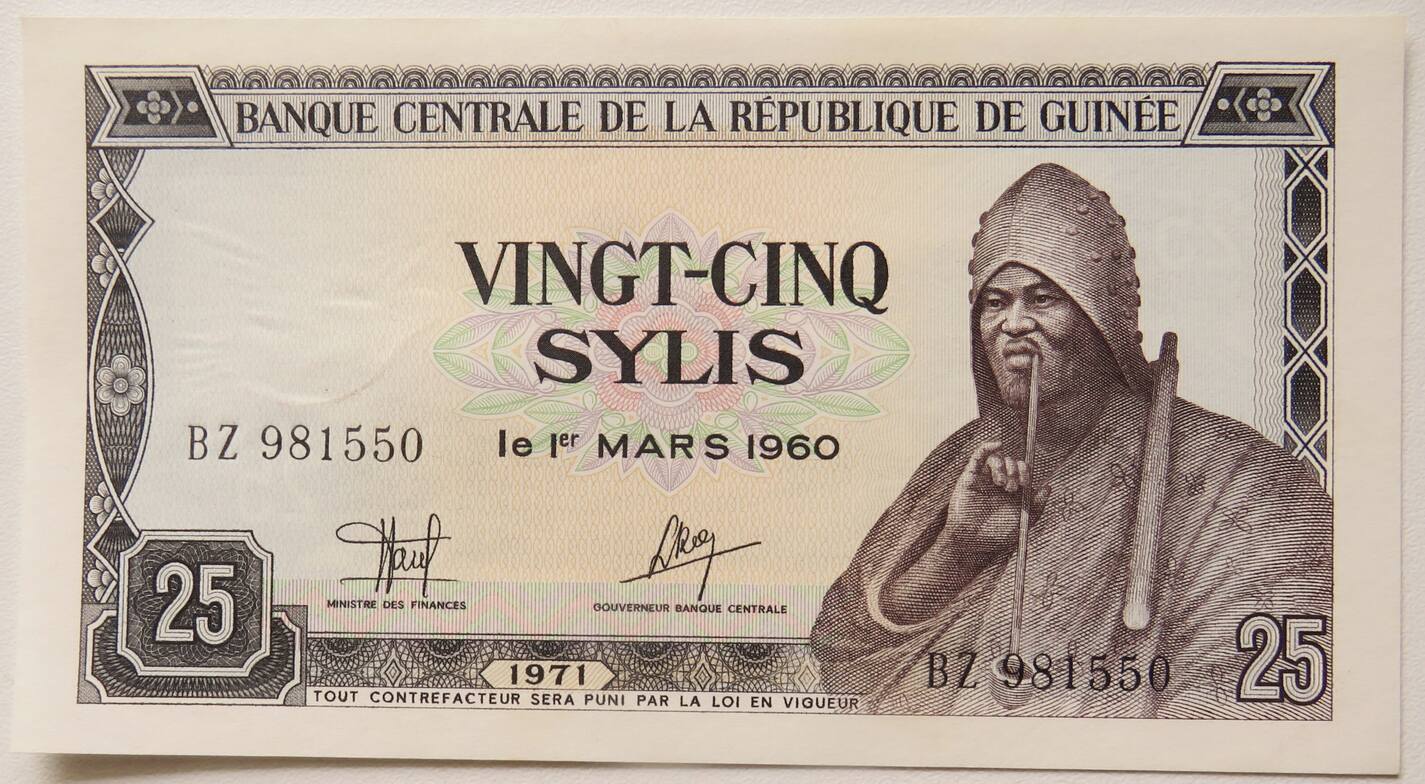 BANQUE CENTRALE DE LA RÉPUBLIQUE DE GUINÉE
VINGT-CINQ
SYLIS
BZ 981550
le 1er MARS 1960
MINISTRE DES FINANCES
GOUVERNEUR BANQUE CENTRALE
25
25
BZ 981550
1971
TOUT CONTREFACTEUR SERA PUNI PAR LA LOI EN VIGUEUR